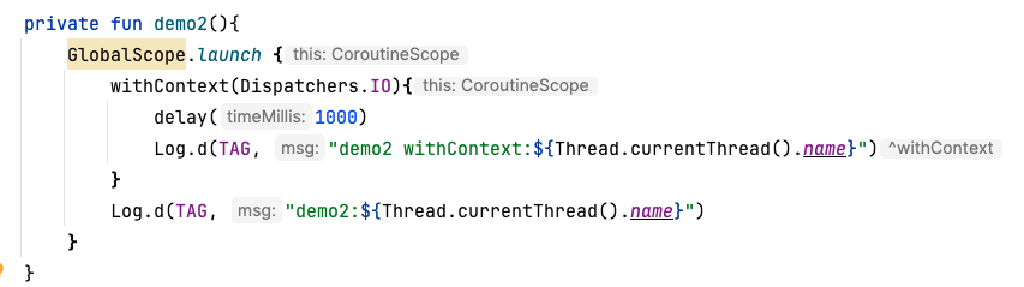 private fun demo2(){
GlobalScope.launch { this: CoroutineScope
withContext(Dispatchers.IO){ this: CoroutineScope
delay( timeMillis: 1000)
Log.d(TAG, msg: "demo2 withContext:${Thread.currentThread().name}") ^withContext
}
Log.d(TAG, msg: "demo2:${Thread.currentThread().name}")
}
}